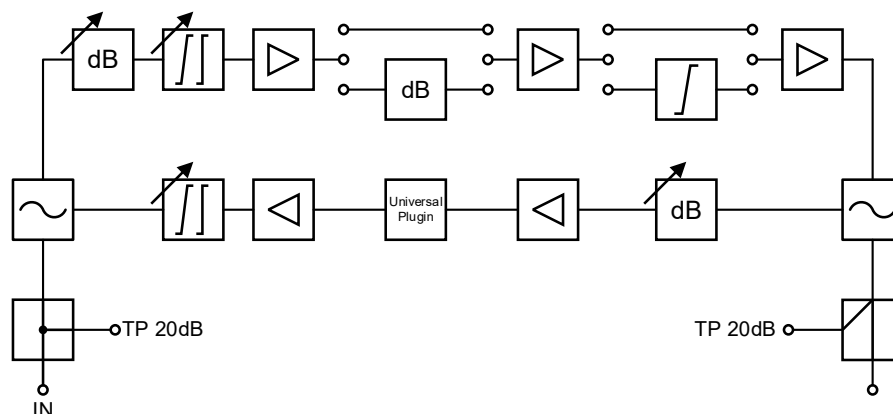 dB
dB
Universal
Plugin
dB
TP 20dB
TP 20dB
IN